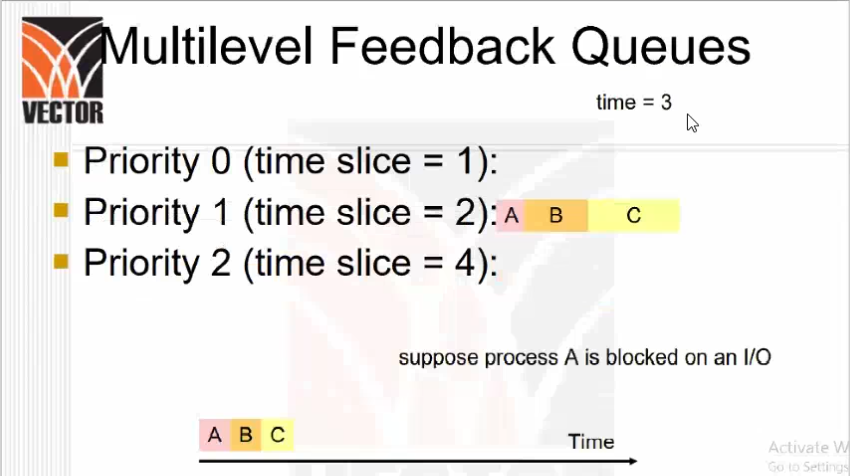 Multilevel Feedback Queues
VECTOR
time = 3
Priority 0 (time slice = 1):
Priority 1 (time slice = 2): A B C
Priority 2 (time slice = 4):
suppose process A is blocked on an I/O
A B C Time
Activate W
Go to Settings